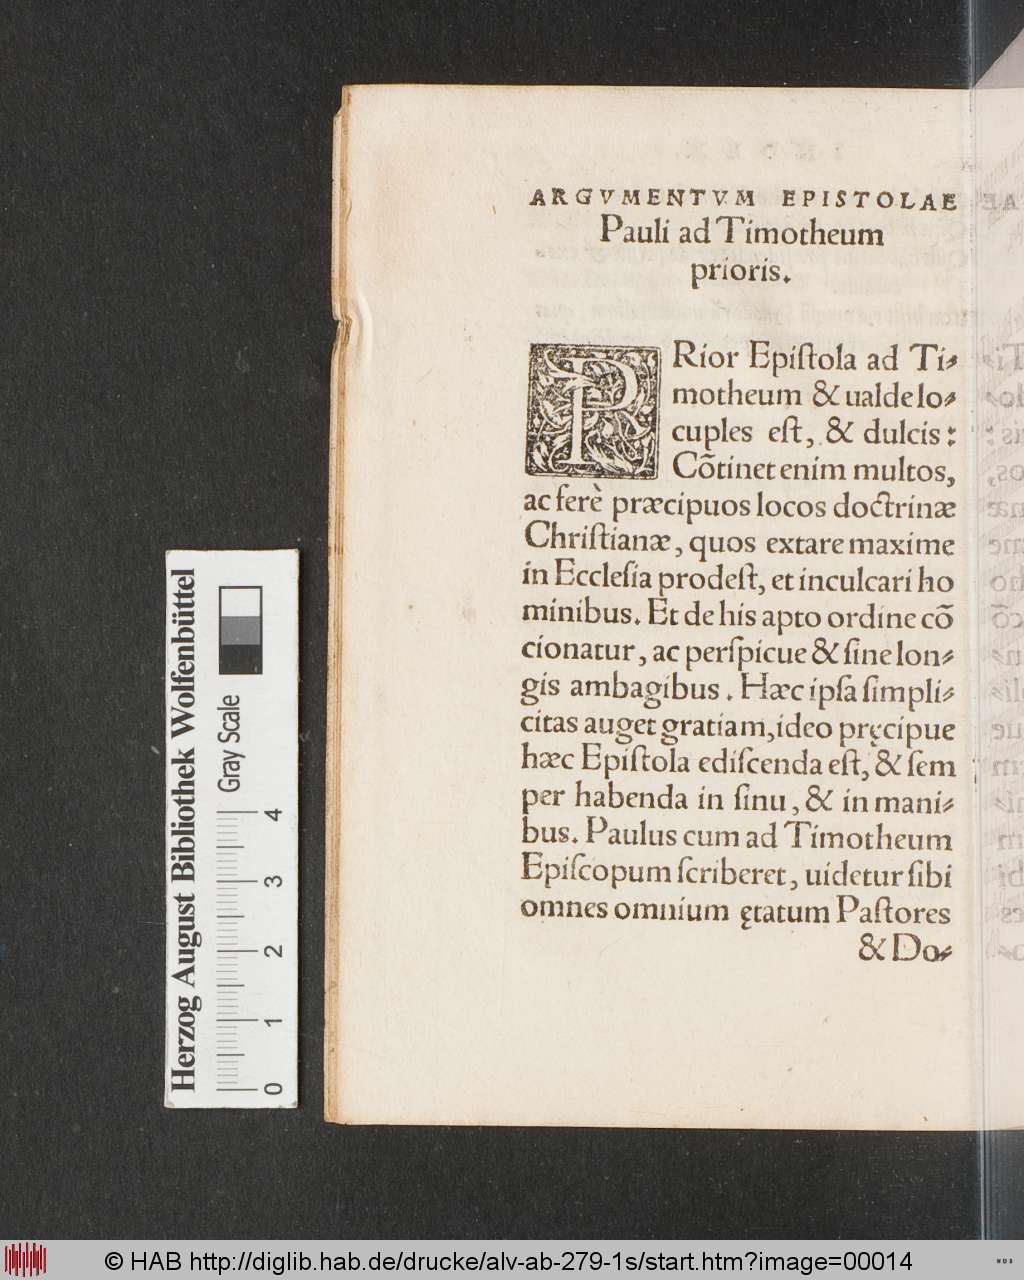 ARGVMENTVM EPISTOLAE
Pauli ad Timotheum
prioris.
PRior Epiſtola ad Ti⸗
motheum & ualde lo⸗
cuples eſt, & dulcis:
Cõtinet enim multos,
ac ferè præcipuos locos doctrinæ
Chriſtianæ, quos extare maxime
in Eccleſia prodeſt, et inculcari ho
minibus. Et de his apto ordine cõ
cionatur, ac perſpicue & ſine lon⸗
gis ambagibus. Hæc ipſa ſimpli⸗
citas auget gratiam, ideo pręcipue
hæc Epiſtola ediſcenda eſt, & ſem
per habenda in ſinu, & in mani⸗
bus. Paulus cum ad Timotheum
Epiſcopum ſcriberet, uidetur ſibi
omnes omnium ętatum Paſtores
& Do⸗
Herzog August Bibliothek Wolfenbüttel
Gray Scale
0 1 2 3 4
© HAB http://diglib.hab.de/drucke/alv-ab-279-1s/start.htm?image=00014